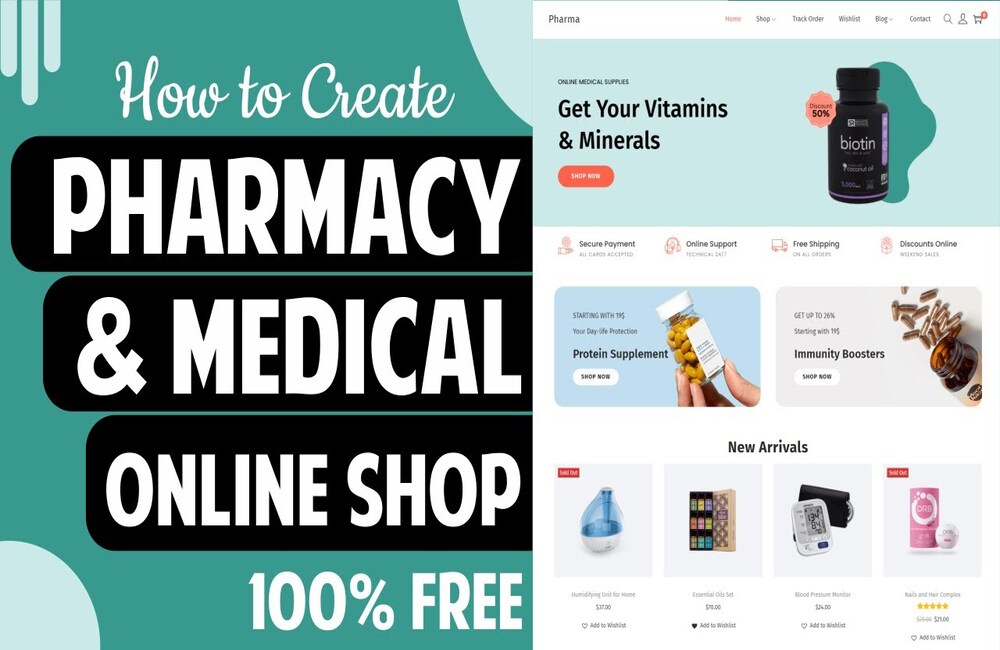 How to Create
PHARMACY
& MEDICAL
ONLINE SHOP
100% FREE
Pharma
Home Shop Track Order Wishlist Blog Contact
ONLINE MEDICAL SUPPLIES
Get Your Vitamins
& Minerals
SHOP NOW
Discount
50%
biotin
coconut oil
5,000
Secure Payment
ALL CARDS ACCEPTED
Online Support
TECHNICAL 24/7
Free Shipping
ON ALL ORDERS
Discounts Online
WEEKEND SALES
STARTING WITH 19$
Your Day-life Protection
Protein Supplement
SHOP NOW
GET UP TO 26%
Starting with 19$
Immunity Boosters
SHOP NOW
New Arrivals
Sold Out
Humidifying Unit for Home
$37.00
Add to Wishlist
Essential Oils Set
$70.00
Add to Wishlist
Blood Pressure Monitor
$24.00
Add to Wishlist
Sold Out
ORB
Nails and Hair Complex
$25.00 $21.00
Add to Wishlist